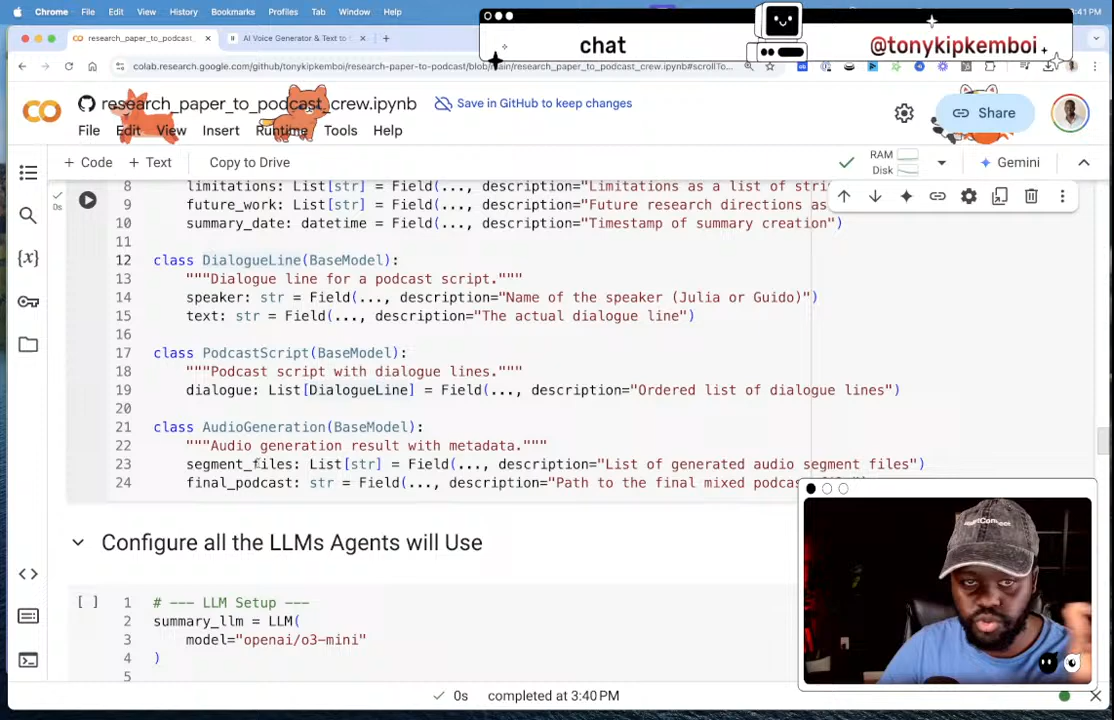 Chrome File Edit View History Bookmarks Profiles Tab Window Help
:41 PM
research_paper_to_podcast_
AI Voice Generator & Text to
chat
@tonykipkemboi
colab.research.google.com/github/tonykipkemboi/research-paper-to-podcast/blob/main/research_paper_to_podcast_crew.ipynb#scrollTo...
CO
research_paper_to_podcast_crew.ipynb
Save in GitHub to keep changes
Share
File Edit View Insert Runtime Tools Help
+ Code + Text Copy to Drive
RAM
Disk
Gemini
0s
8 limitations: List[str] = Field(..., description="Limitations as a list of stri
9 future_work: List[str] = Field(..., description="Future research directions as
10 summary_date: datetime = Field(..., description="Timestamp of summary creation")
11
12 class DialogueLine(BaseModel):
13 """Dialogue line for a podcast script."""
14 speaker: str = Field(..., description="Name of the speaker (Julia or Guido)")
15 text: str = Field(..., description="The actual dialogue line")
16
17 class PodcastScript(BaseModel):
18 """Podcast script with dialogue lines."""
19 dialogue: List[DialogueLine] = Field(..., description="Ordered list of dialogue lines")
20
21 class AudioGeneration(BaseModel):
22 """Audio generation result with metadata."""
23 segment_files: List[str] = Field(..., description="List of generated audio segment files")
24 final_podcast: str = Field(..., description="Path to the final mixed podcas
{x}
Configure all the LLMs Agents will Use
[ ]
1 # --- LLM Setup ---
2 summary_llm = LLM(
3 model="openai/o3-mini"
4 )
5
0s completed at 3:40 PM